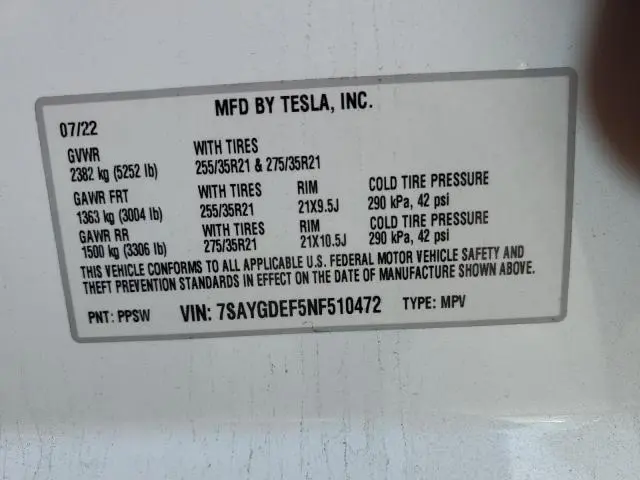 MFD BY TESLA, INC.
07/22
GVWR WITH TIRES
2382 kg (5252 lb) 255/35R21 & 275/35R21
GAWR FRT WITH TIRES RIM COLD TIRE PRESSURE
1363 kg (3004 lb) 255/35R21 21X9.5J 290 kPa, 42 psi
GAWR RR WITH TIRES RIM COLD TIRE PRESSURE
1500 kg (3306 lb) 275/35R21 21X10.5J 290 kPa, 42 psi
THIS VEHICLE CONFORMS TO ALL APPLICABLE U.S. FEDERAL MOTOR VEHICLE SAFETY AND
THEFT PREVENTION STANDARDS IN EFFECT ON THE DATE OF MANUFACTURE SHOWN ABOVE.
PNT: PPSW VIN: 7SAYGDEF5NF510472 TYPE: MPV